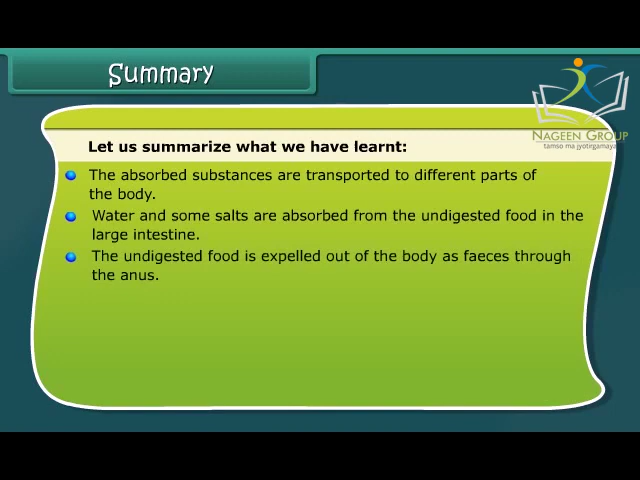 Summary
NAGEEN GROUP
tamso ma jyotirgamaya
Let us summarize what we have learnt:
The absorbed substances are transported to different parts of
the body.
Water and some salts are absorbed from the undigested food in the
large intestine.
The undigested food is expelled out of the body as faeces through
the anus.